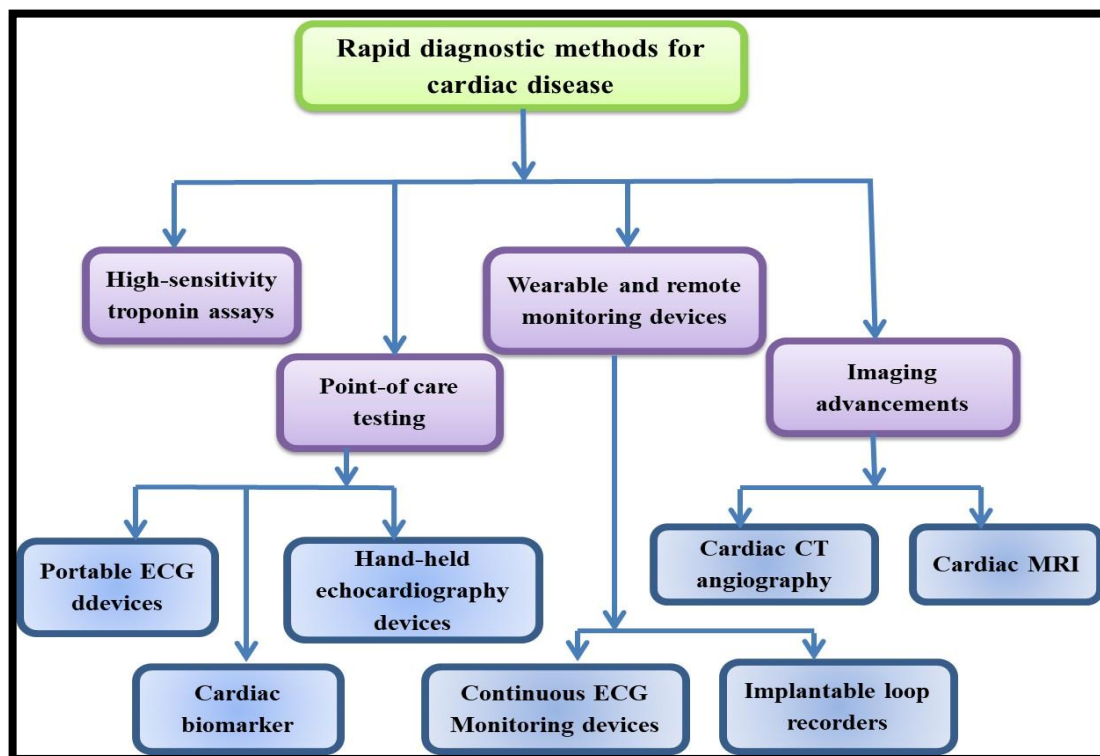 Rapid diagnostic methods for
cardiac disease
High-sensitivity
troponin assays
Wearable and remote
monitoring devices
Point-of care
testing
Imaging
advancements
Portable ECG
ddevices
Hand-held
echocardiography
devices
Cardiac CT
angiography
Cardiac MRI
Cardiac
biomarker
Continuous ECG
Monitoring devices
Implantable loop
recorders